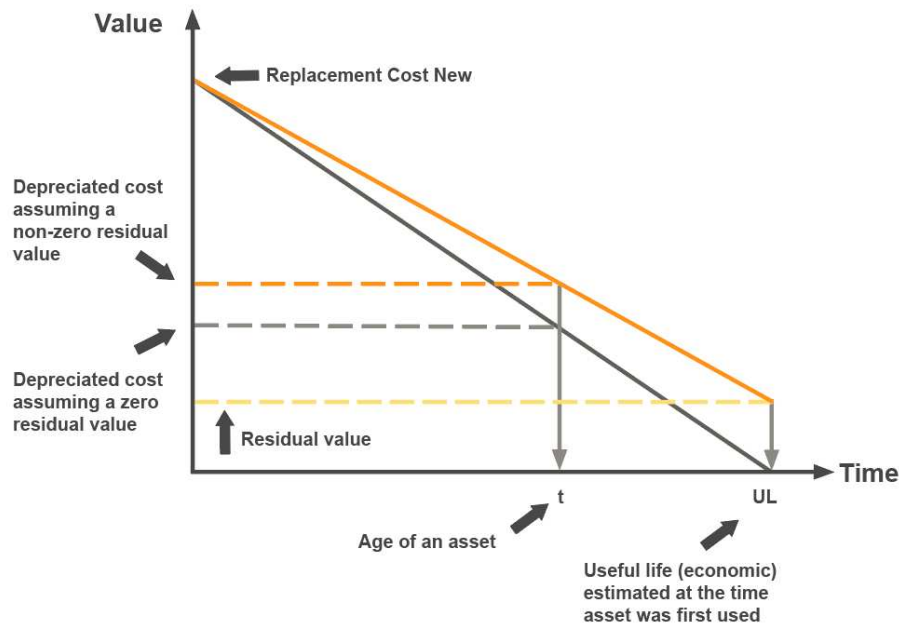 Value
Replacement Cost New
Depreciated cost
assuming a
non-zero residual
value
Depreciated cost
assuming a zero
residual value
Residual value
Time
t
UL
Age of an asset
Useful life (economic)
estimated at the time
asset was first used